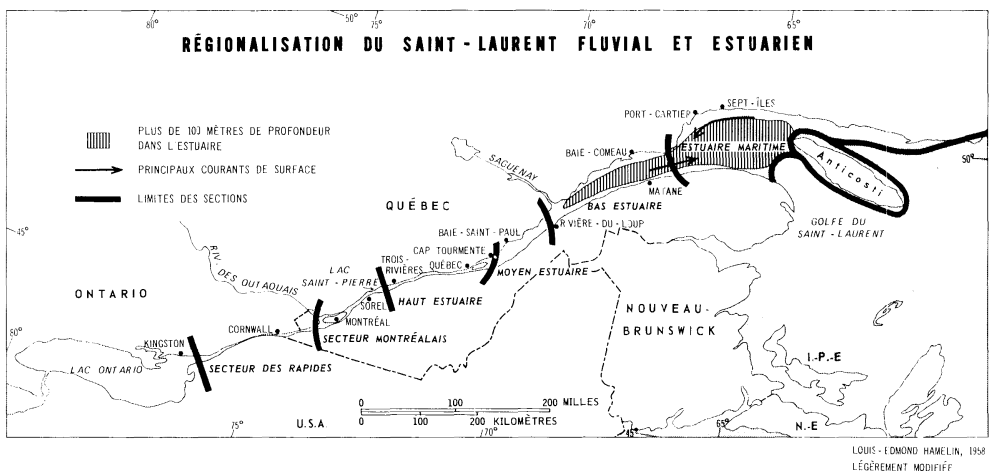 80°
50°
75°
70°
65°
RÉGIONALISATION DU SAINT-LAURENT FLUVIAL ET ESTUARIEN
PLUS DE 100 MÈTRES DE PROFONDEUR
DANS L'ESTUAIRE
PRINCIPAUX COURANTS DE SURFACE
LIMITES DES SECTIONS
SEPT-ÎLES
PORT-CARTIER
ESTUAIRE MARITIME
BAIE-COMEAU
50°
Anticosti
SAGUENAY
MATANE
QUÉBEC
BAS ESTUAIRE
GOLFE DU
SAINT-LAURENT
RIVIÈRE-DU-LOUP
45°
BAIE-SAINT-PAUL
CAP TOURMENTE
QUÉBEC
MOYEN ESTUAIRE
RIV. DES OUTAOUAIS
LAC
SAINT-PIERRE
TROIS-
RIVIÈRES
ONTARIO
SOREL
HAUT ESTUAIRE
MONTRÉAL
NOUVEAU-
BRUNSWICK
CORNWALL
SECTEUR MONTRÉALAIS
80°
KINGSTON
LAC ONTARIO
SECTEUR DES RAPIDES
I.-P.-E
0 100 200 MILLES
0 100 200 KILOMÈTRES
75°
U.S.A
70°
45°
65°
N.-E
LOUIS-EDMOND HAMELIN, 1958
LÉGÈREMENT MODIFIÉE